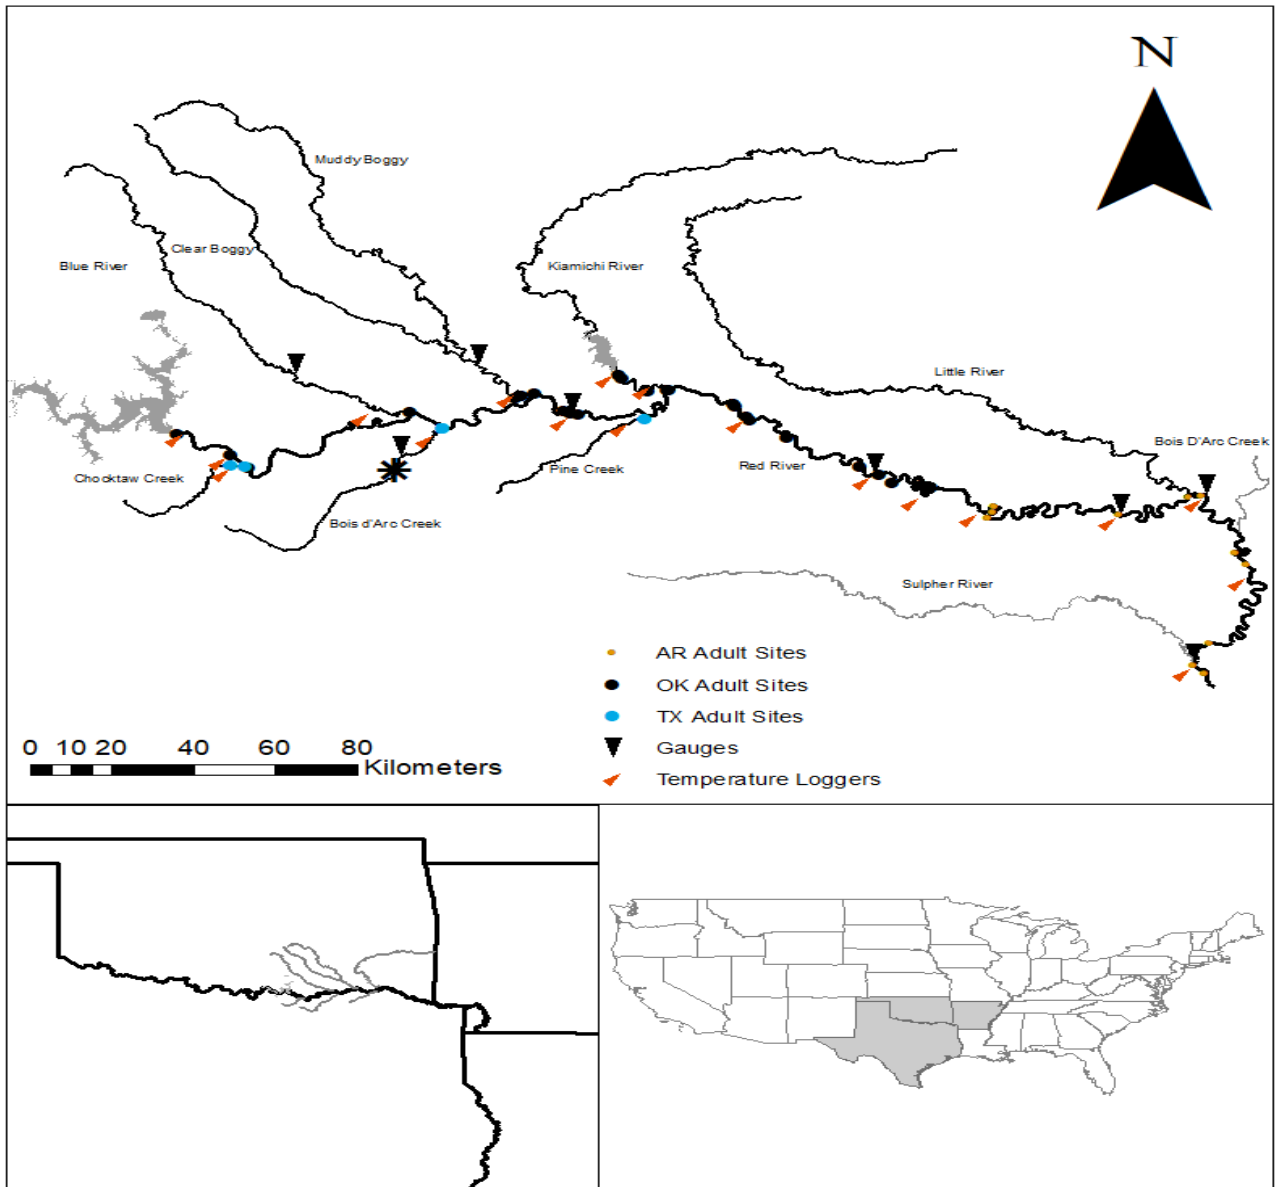 N
Muddy Boggy
Clear Boggy
Blue River
Kiamichi River
Little River
Bois D'Arc Creek
Chocktaw Creek
Pine Creek
Red River
Bois d'Arc Creek
Sulpher River
AR Adult Sites
OK Adult Sites
TX Adult Sites
Gauges
Temperature Loggers
0 10 20 40 60 80
Kilometers